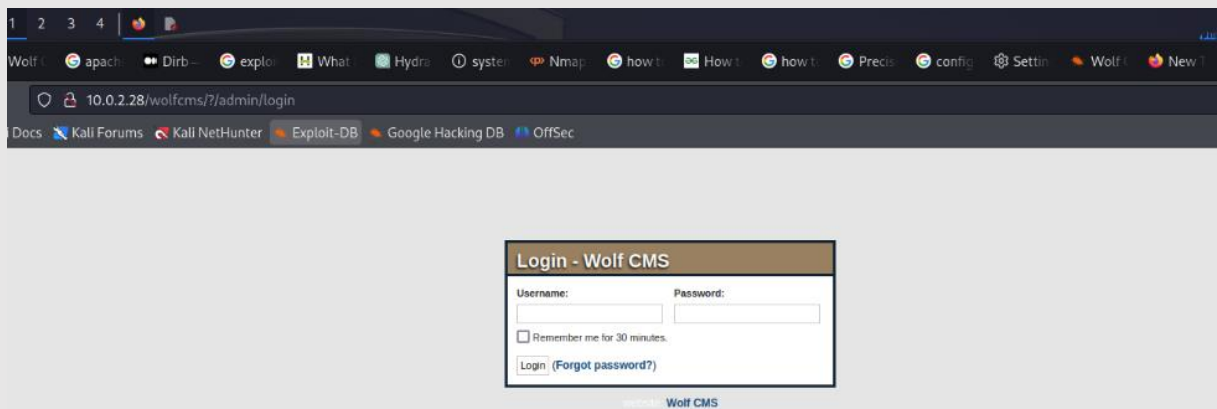 1 2 3 4
Wolf ( apach Dirb — explo What Hydra system Nmap how t How t how t Precis config Settin Wolf ( New T
10.0.2.28/wolfcms/?/admin/login
i Docs Kali Forums Kali NetHunter Exploit-DB Google Hacking DB OffSec
Login - Wolf CMS
Username: Password:
Remember me for 30 minutes.
Login (Forgot password?)
website: Wolf CMS